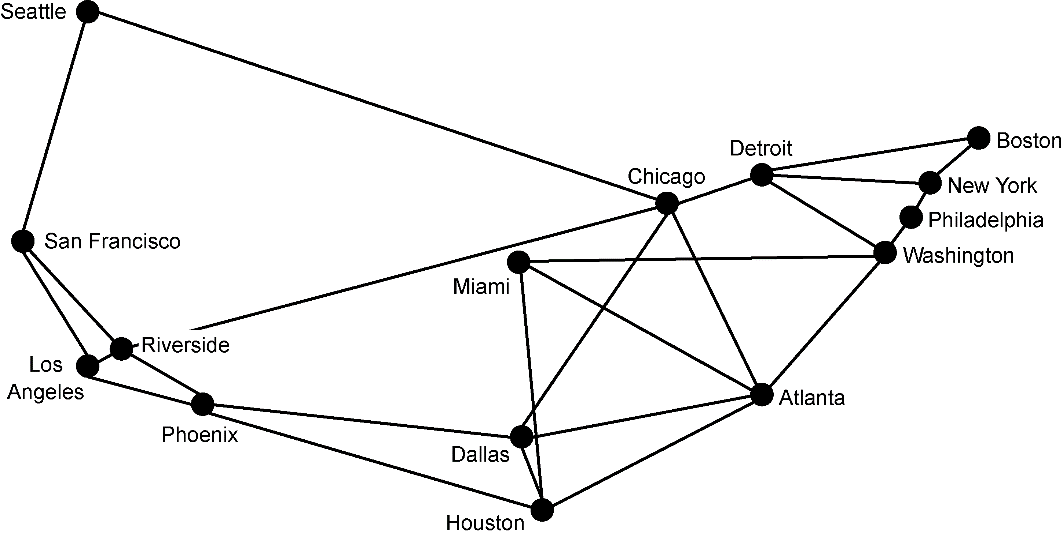 Seattle
Boston
Detroit
Chicago
New York
Philadelphia
San Francisco
Washington
Miami
Riverside
Los
Angeles
Atlanta
Phoenix
Dallas
Houston